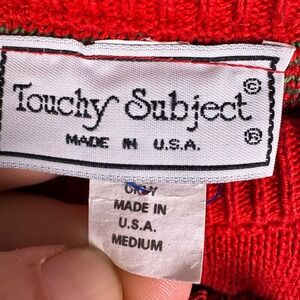 Touchy Subject ©
MADE IN U.S.A. ®
MADE IN
U.S.A.
MEDIUM